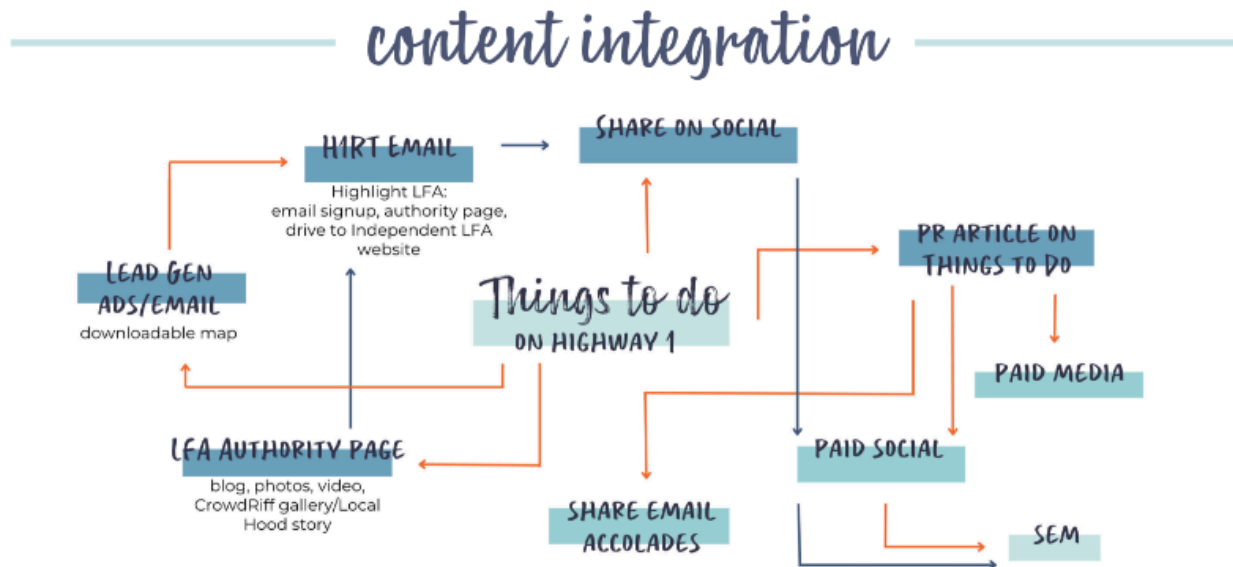 content integration
SHARE ON SOCIAL
H1RT EMAIL
Highlight LFA:
email signup, authority page,
drive to Independent LFA
website
PR ARTICLE ON
THINGS TO DO
LEAD GEN
ADS/EMAIL
downloadable map
Things to do
ON HIGHWAY 1
PAID MEDIA
LFA AUTHORITY PAGE
blog, photos, video,
CrowdRiff gallery/Local
Hood story
PAID SOCIAL
SHARE EMAIL
ACCOLADES
SEM